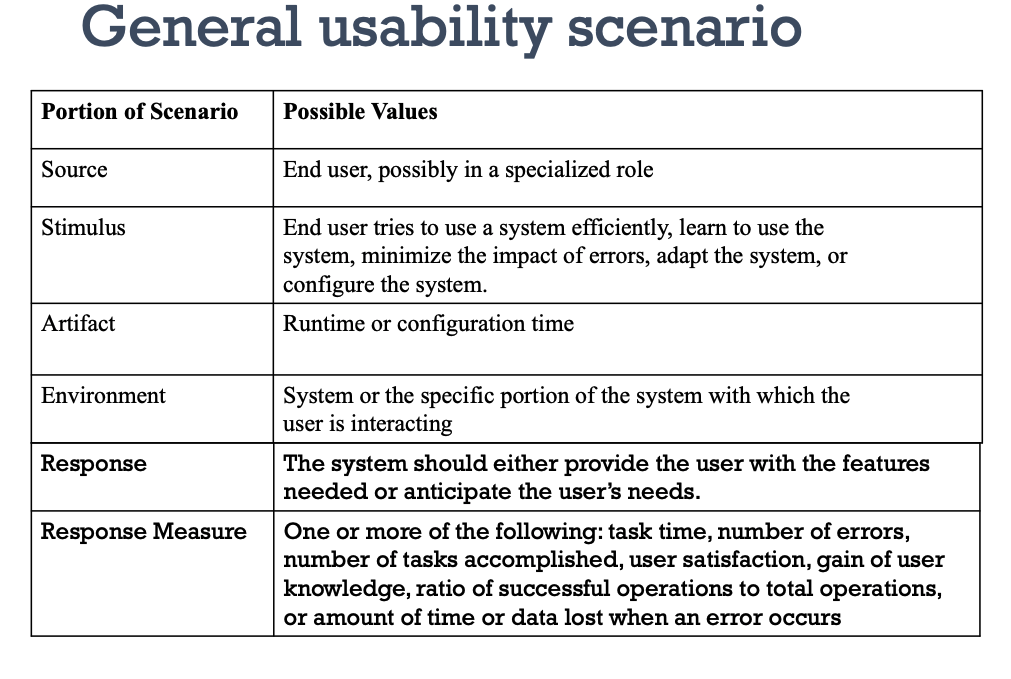 General usability scenario
Portion of Scenario
Possible Values
Source
End user, possibly in a specialized role
Stimulus
End user tries to use a system efficiently, learn to use the
system, minimize the impact of errors, adapt the system, or
configure the system.
Artifact
Runtime or configuration time
Environment
System or the specific portion of the system with which the
user is interacting
Response
The system should either provide the user with the features
needed or anticipate the user’s needs.
Response Measure
One or more of the following: task time, number of errors,
number of tasks accomplished, user satisfaction, gain of user
knowledge, ratio of successful operations to total operations,
or amount of time or data lost when an error occurs